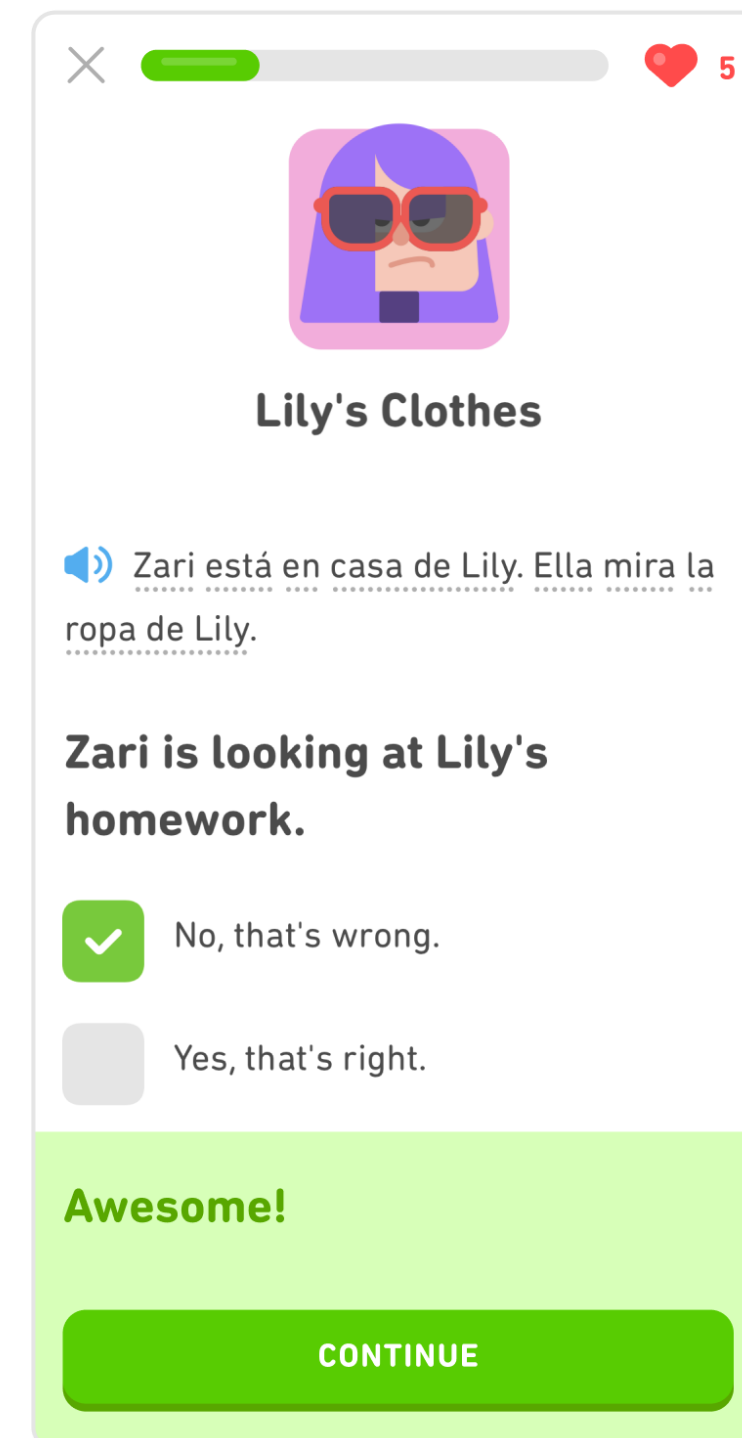 5
Lily's Clothes
Zari está en casa de Lily. Ella mira la
ropa de Lily.
Zari is looking at Lily's
homework.
No, that's wrong.
Yes, that's right.
Awesome!
CONTINUE